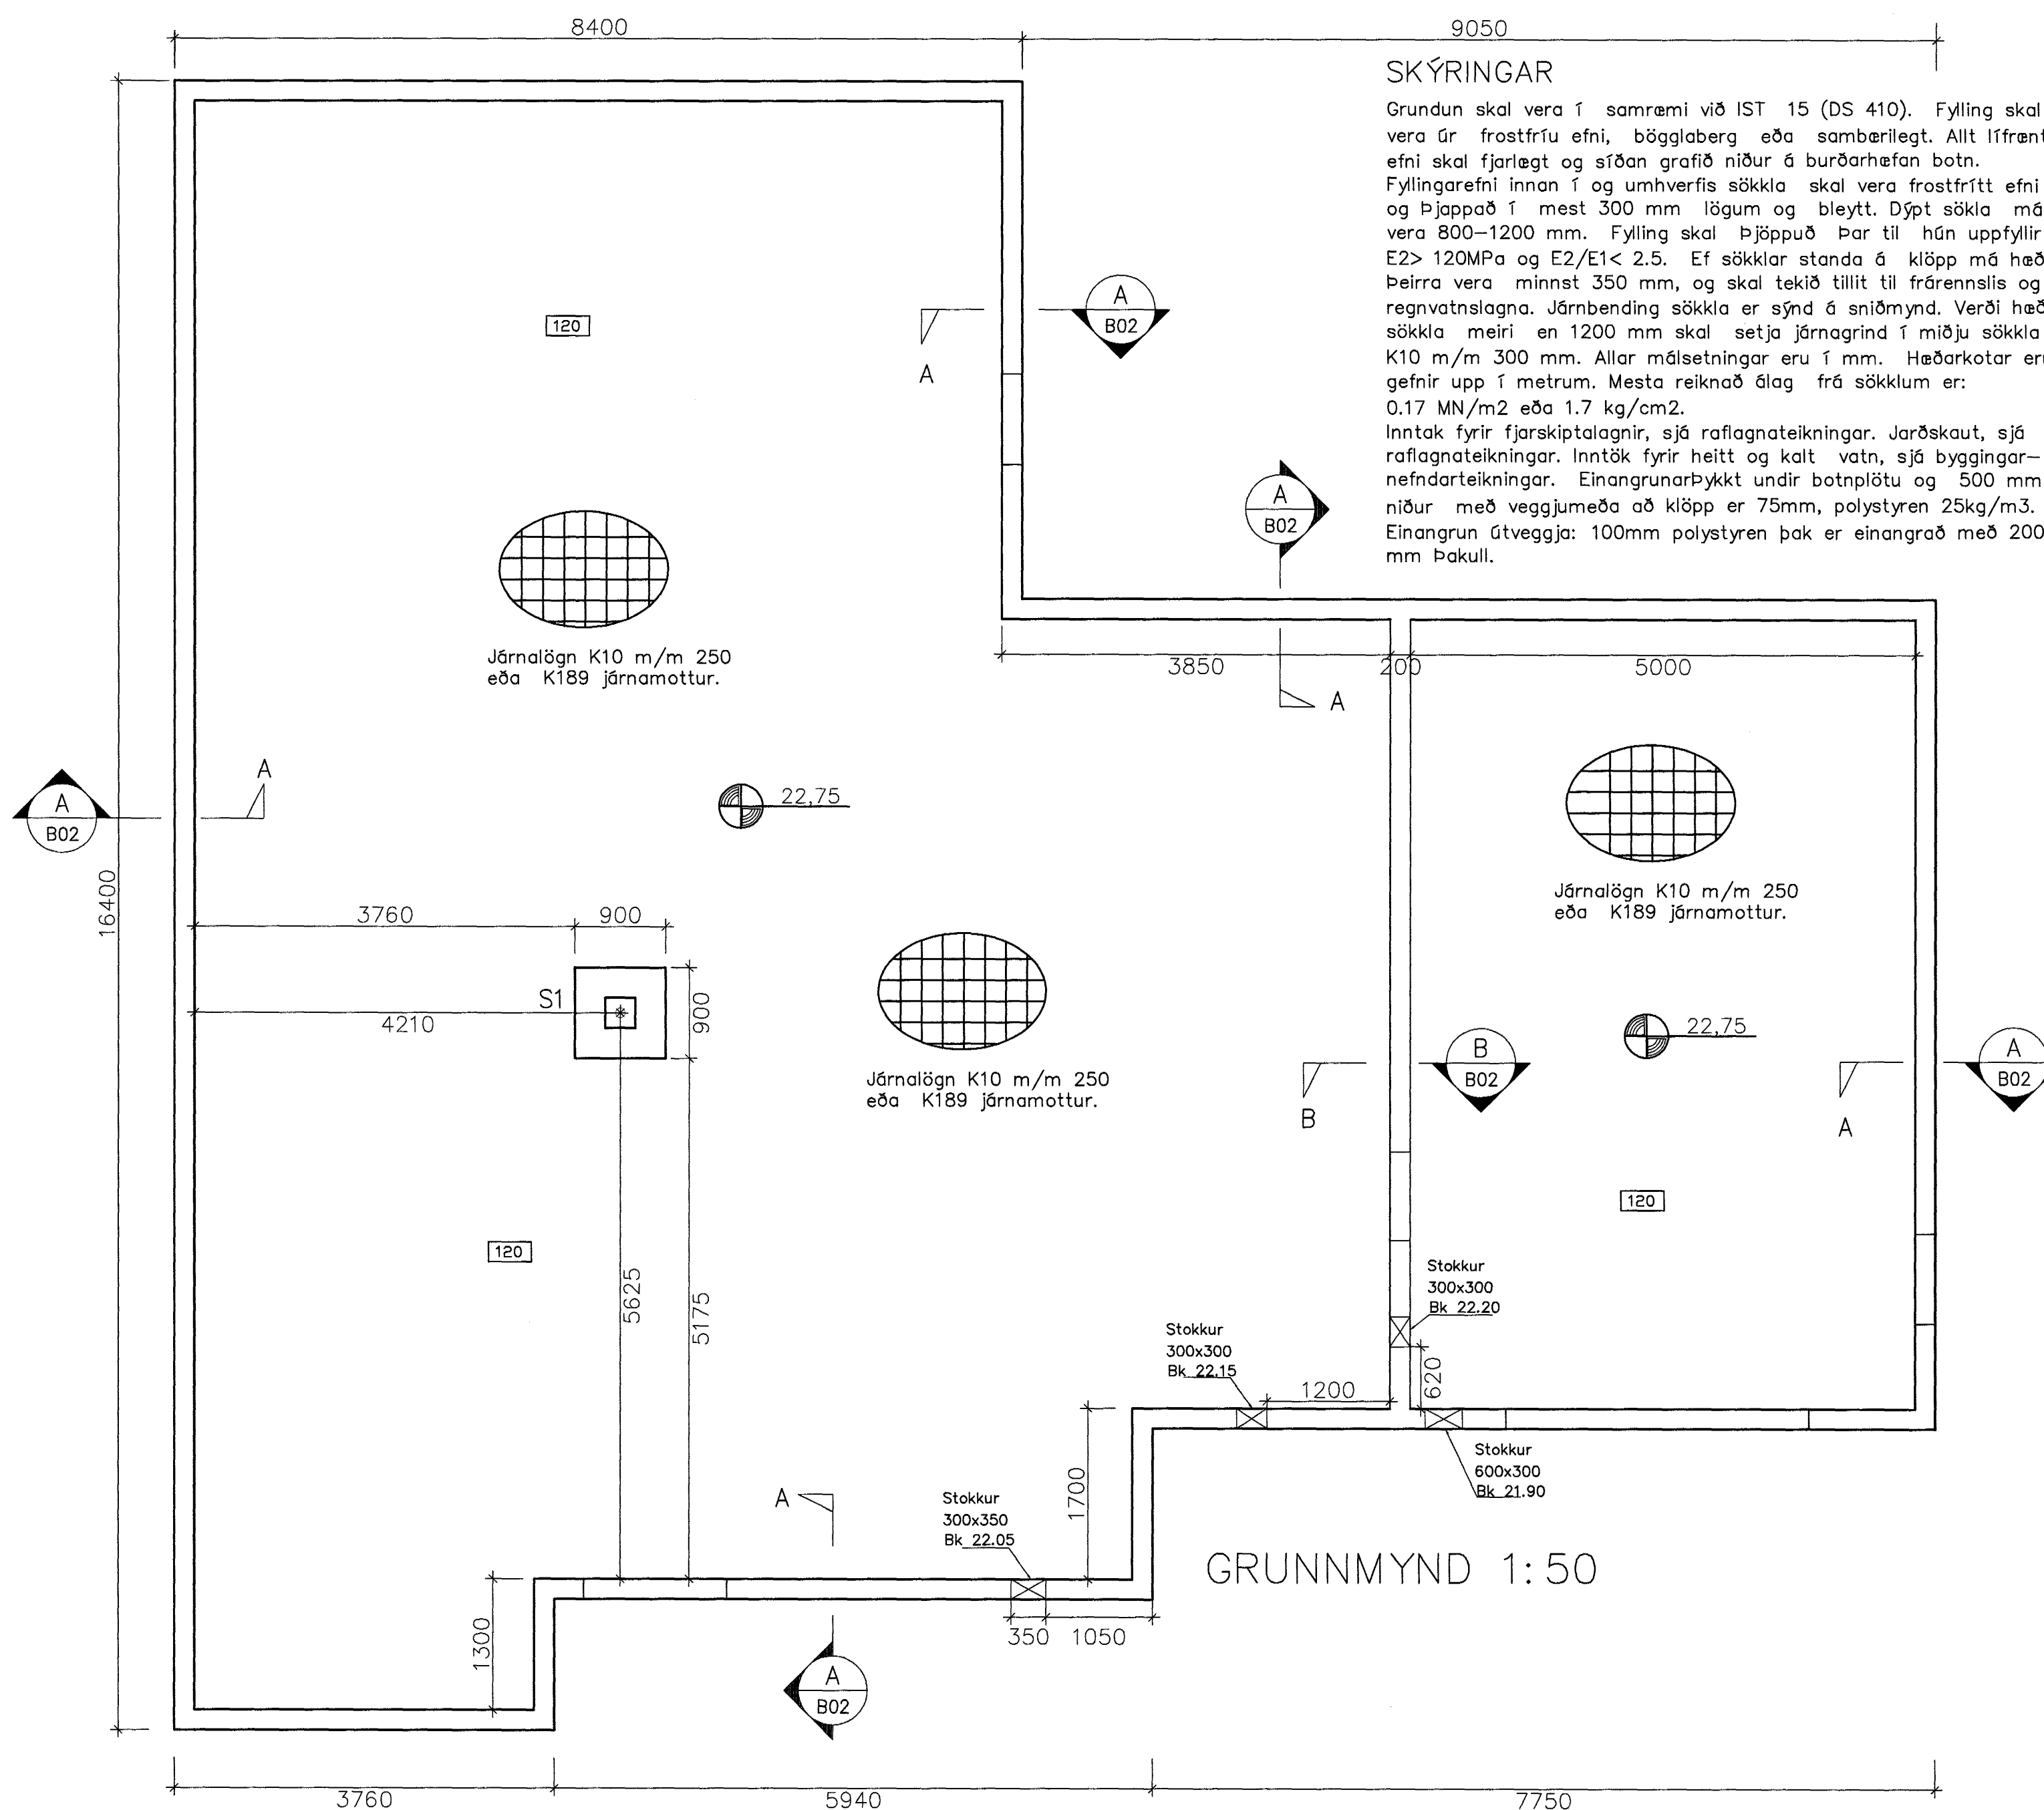 8400
9050
SKÝRINGAR
Grundun skal vera í samræmi við IST 15 (DS 410). Fylling skal
vera úr frostfríu efni, bögglaberg eða sambærilegt. Allt lífrænt
efni skal fjarlægt og síðan grafið niður á burðarhæfan botn.
Fyllingarefni innan í og umhverfis sökkla skal vera frostfrítt efni
og Þjappað í mest 300 mm lögum og bleytt. Dýpt sökla má
vera 800-1200 mm. Fylling skal Þjöppuð Þar til hún uppfyllir
E2> 120MPa og E2/E1< 2.5. Ef sökklar standa á klöpp má hæð
Þeirra vera minnst 350 mm, og skal tekið tillit til frárennslis og
regnvatnslagna. Járnbending sökkla er sýnd á sniðmynd. Verði hæð
sökkla meiri en 1200 mm skal setja járnagrind í miðju sökkla
K10 m/m 300 mm. Allar málsetningar eru í mm. Hæðarkotar eru
gefnir upp í metrum. Mesta reiknað álag frá sökklum er:
0.17 MN/m2 eða 1.7 kg/cm2.
Inntak fyrir fjarskiptalagnir, sjá raflagnateikningar. Jarðskaut, sjá
raflagnateikningar. Inntök fyrir heitt og kalt vatn, sjá byggingar-
nefndarteikningar. EinangrunarÞykkt undir botnplötu og 500 mm
niður með veggjumeða að klöpp er 75mm, polystyren 25kg/m3.
Einangrun útveggja: 100mm polystyren þak er einangrað með 200
mm Þakull.
120
A
A
B02
A
B02
Járnalögn K10 m/m 250
eða K189 járnamottur.
3850
200
5000
A
A
A
B02
22,75
16400
Járnalögn K10 m/m 250
eða K189 járnamottur.
3760
900
S1
4210
900
22,75
Járnalögn K10 m/m 250
eða K189 járnamottur.
B
B
B02
A
A
B02
120
120
5625
5175
Stokkur
300x300
Bk 22.20
Stokkur
300x300
Bk 22.15
1200
620
Stokkur
600x300
Bk 21.90
1700
A
Stokkur
300x350
Bk 22.05
GRUNNMYND 1:50
1300
350
1050
A
B02
3760
5940
7750